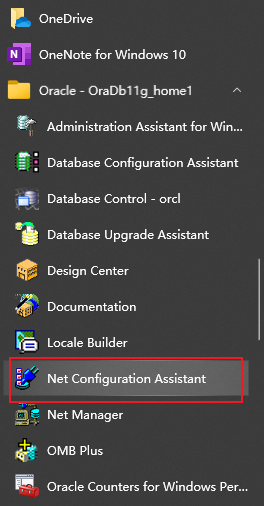 OneDrive
OneNote for Windows 10
Oracle - OraDb11g_home1
Administration Assistant for Win...
Database Configuration Assistant
Database Control - orcl
Database Upgrade Assistant
Design Center
Documentation
Locale Builder
Net Configuration Assistant
Net Manager
OMB Plus
Oracle Counters for Windows Per...